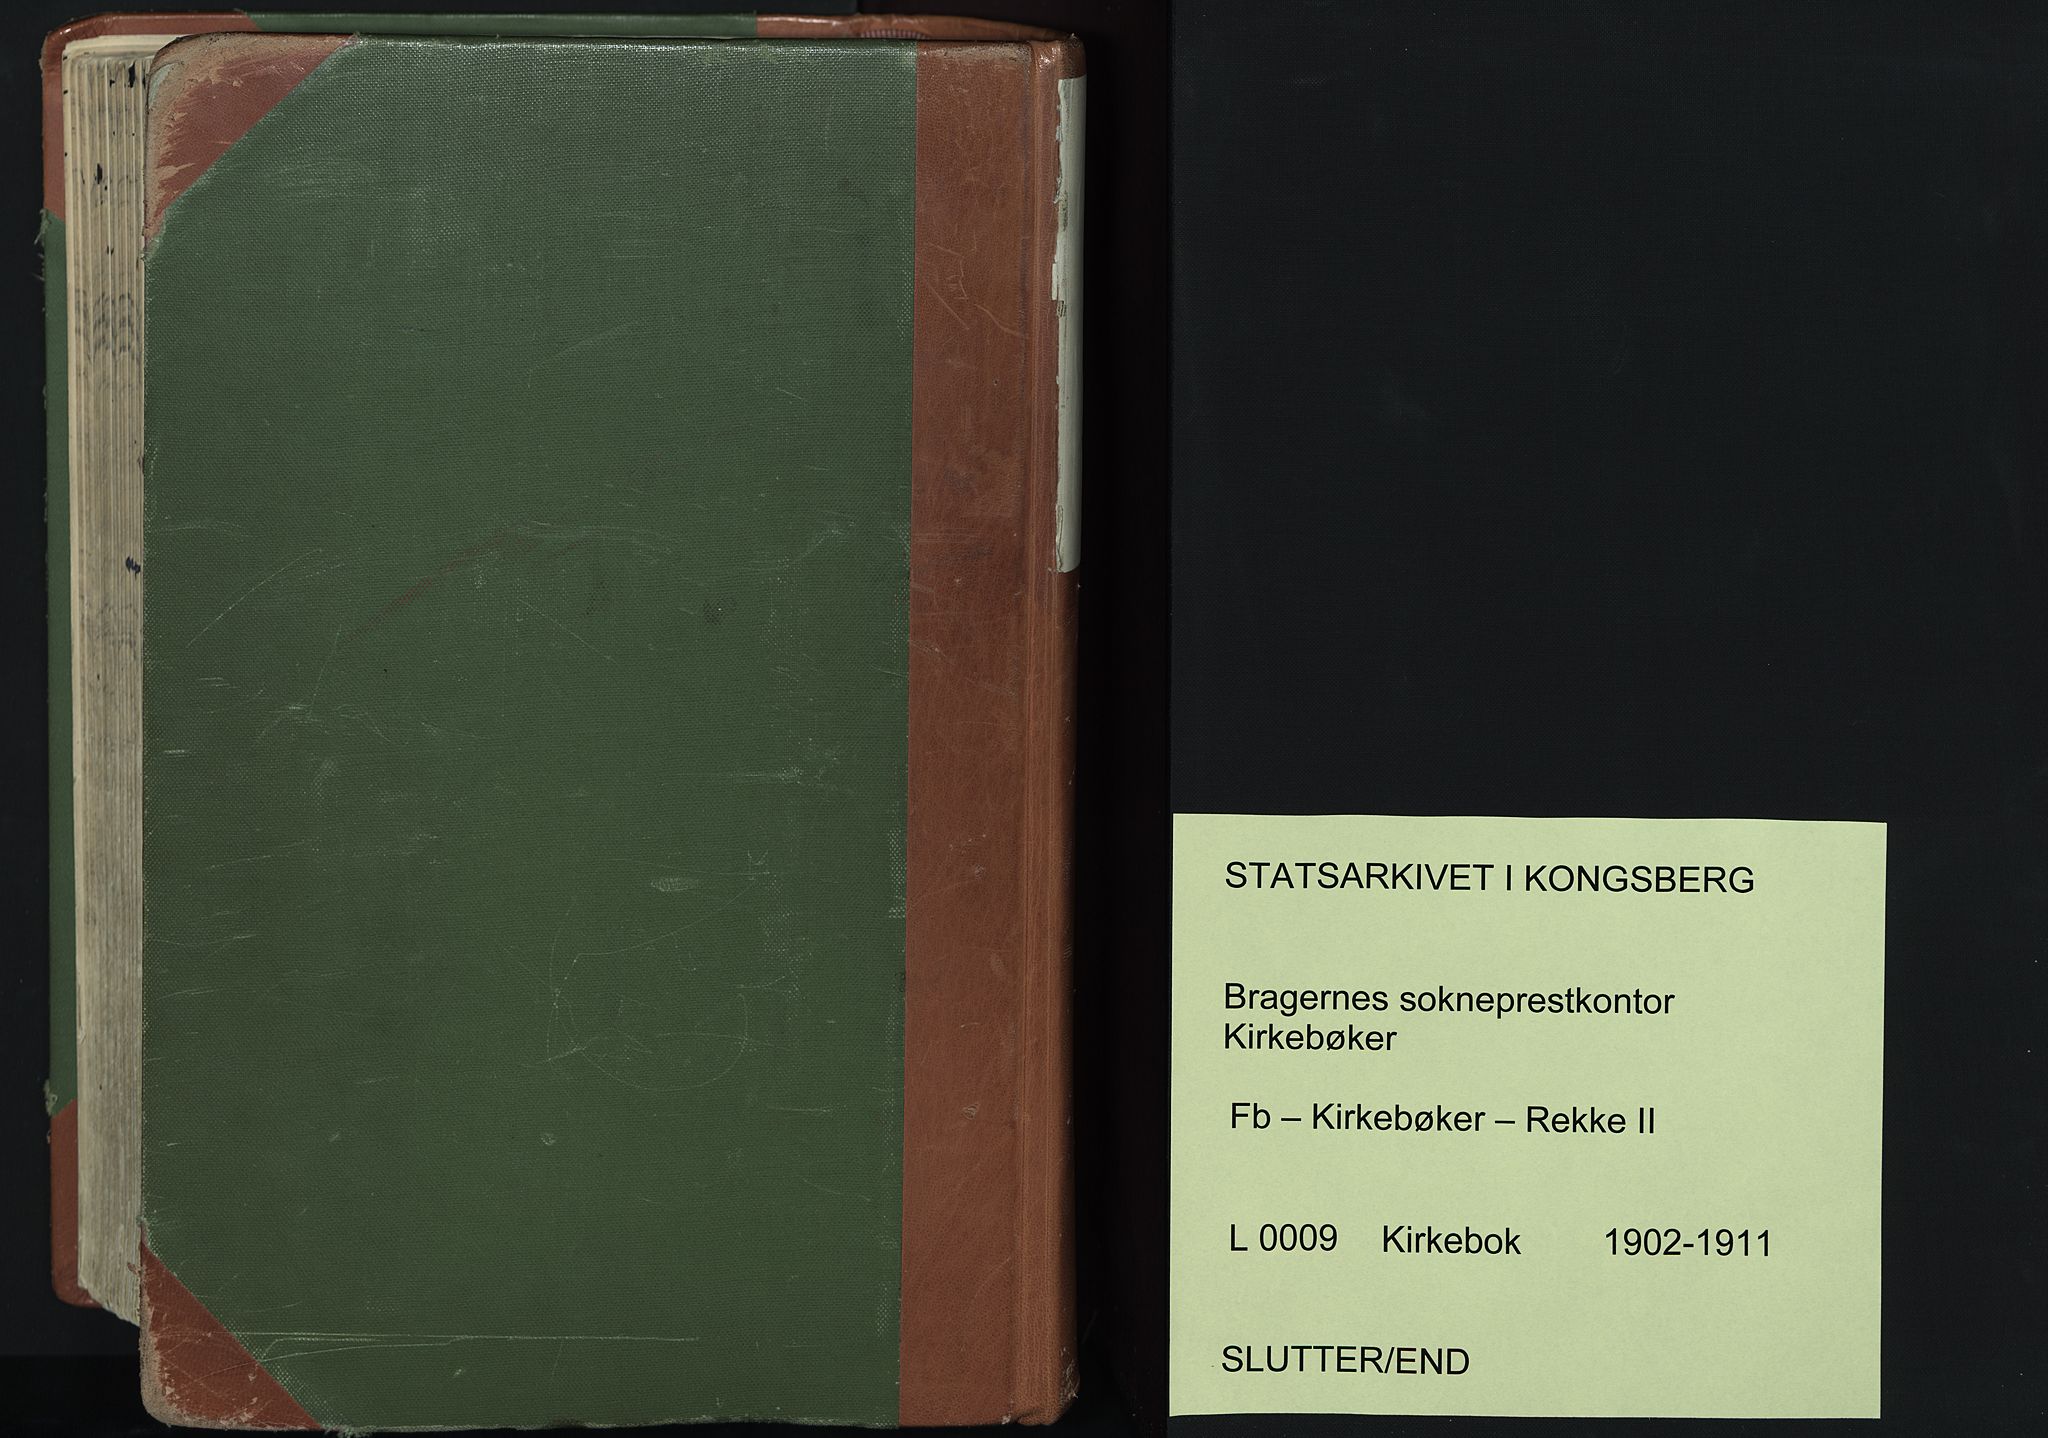 STATSARKIVET I KONGSBERG
Bragernes sokneprestkontor
Kirkebøker
Fb – Kirkebøker – Rekke II
L 0009 Kirkebok 1902-1911
SLUTTER/END